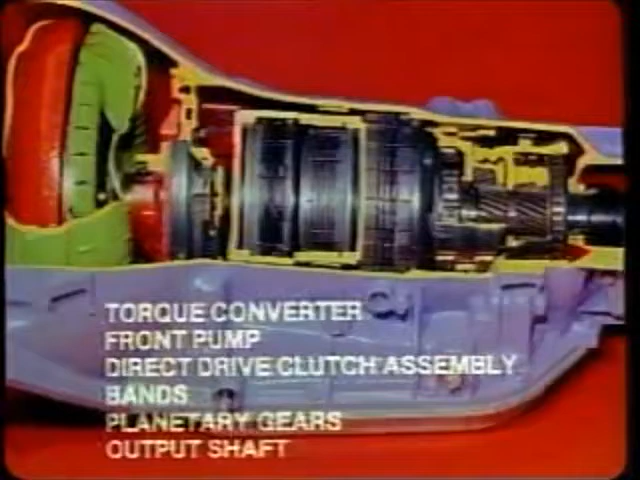 TORQUE CONVERTER
FRONT PUMP
DIRECT DRIVE CLUTCH ASSEMBLY
BANDS
PLANETARY GEARS
OUTPUT SHAFT